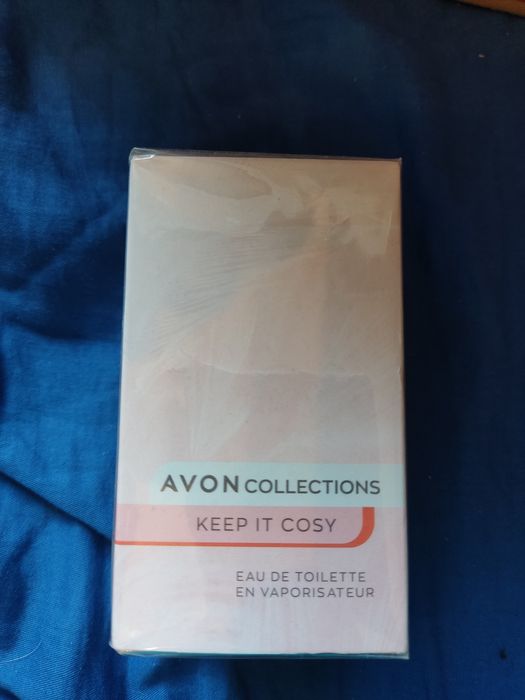 AVON COLLECTIONS
KEEP IT COSY
EAU DE TOILETTE
EN VAPORISATEUR